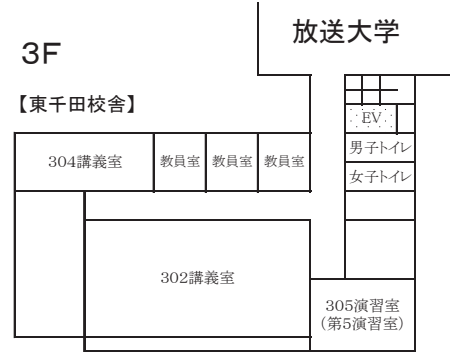 放送大学
3F
【東千田校舎】
EV
男子トイレ
女子トイレ
304講義室
教員室
教員室
教員室
302講義室
305演習室
(第5演習室)